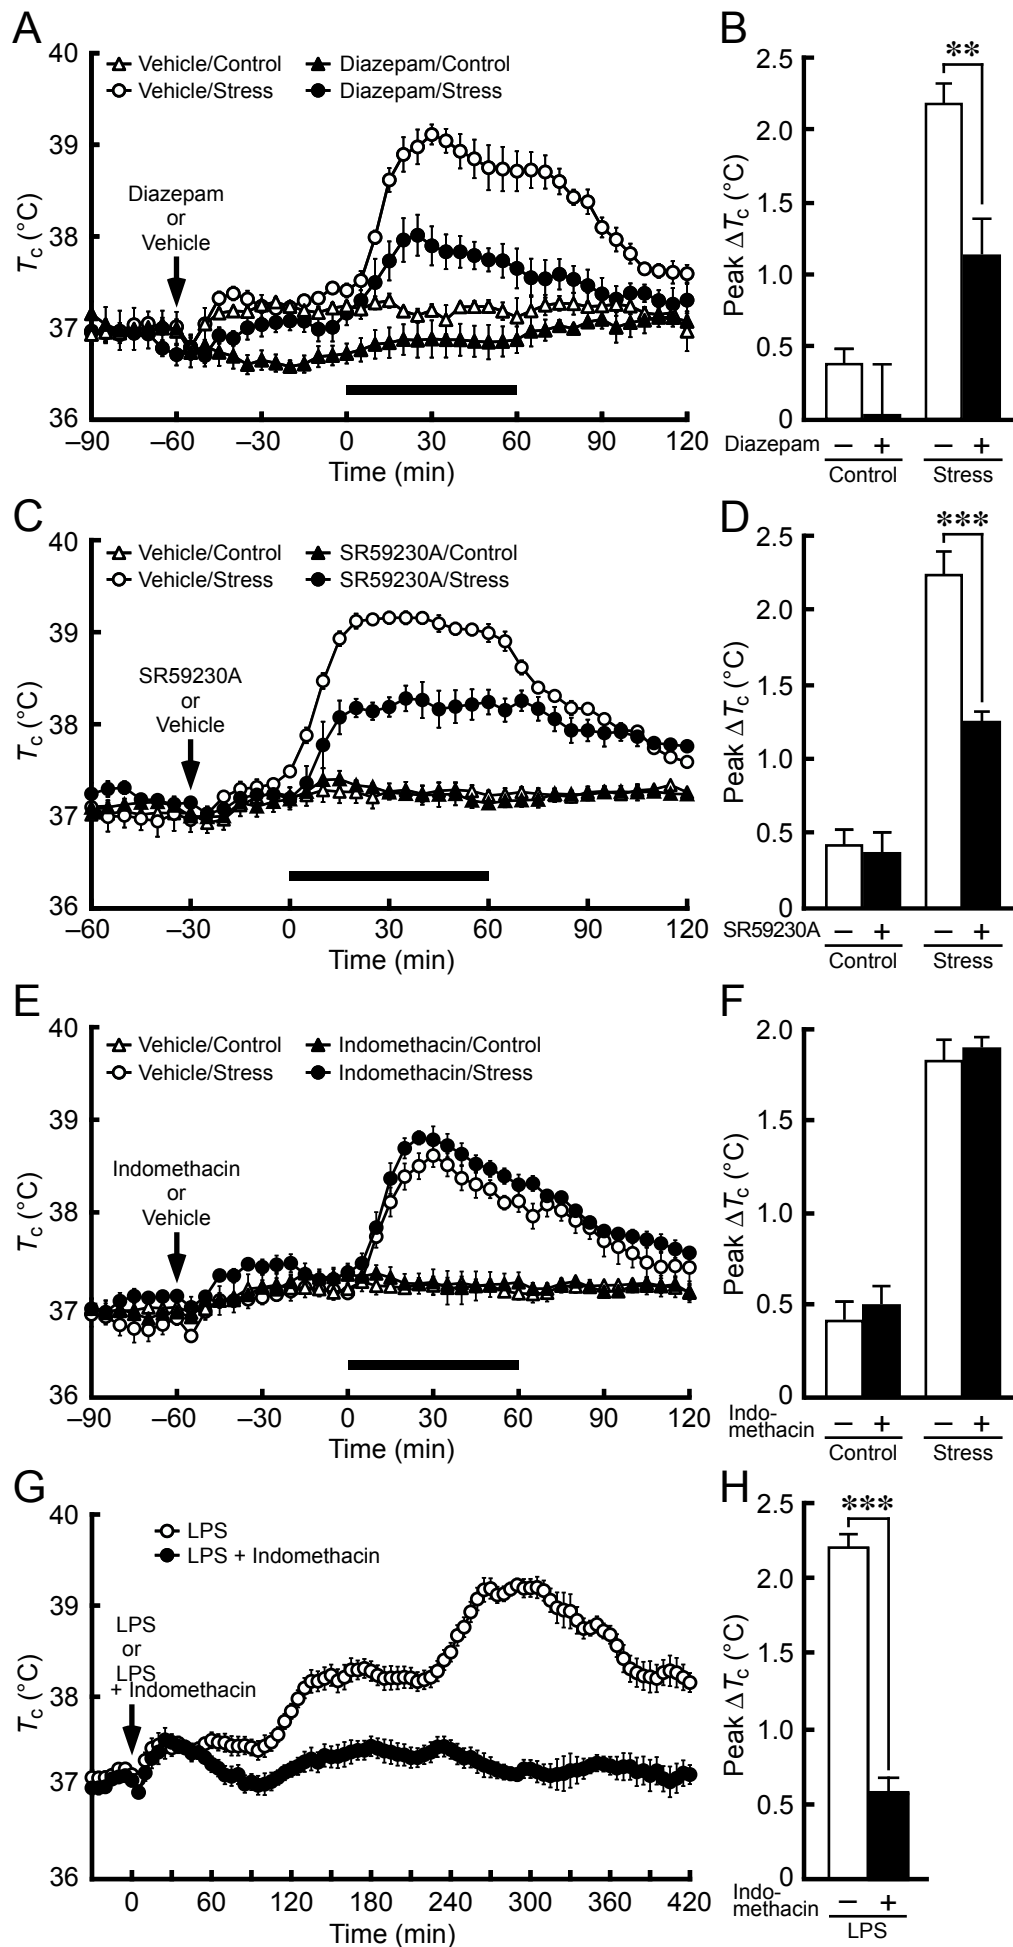 A
40
39
38
37
36
Tc (°C)
Vehicle/Control
Diazepam/Control
Vehicle/Stress
Diazepam/Stress
Diazepam
or
Vehicle
–90
–60
–30
0
30
60
90
120
Time (min)
B
2.5
2.0
1.5
1.0
0.5
0
Peak ΔTc (°C)
**
Diazepam
– + – +
Control
Stress
C
40
39
38
37
36
Tc (°C)
Vehicle/Control
SR59230A/Control
Vehicle/Stress
SR59230A/Stress
SR59230A
or
Vehicle
–60
–30
0
30
60
90
120
Time (min)
D
2.5
2.0
1.5
1.0
0.5
0
Peak ΔTc (°C)
***
SR59230A
– + – +
Control
Stress
E
40
39
38
37
36
Tc (°C)
Vehicle/Control
Indomethacin/Control
Vehicle/Stress
Indomethacin/Stress
Indomethacin
or
Vehicle
–90
–60
–30
0
30
60
90
120
Time (min)
F
2.0
1.5
1.0
0.5
0
Peak ΔTc (°C)
Indo-
methacin
– + – +
Control
Stress
G
40
39
38
37
36
Tc (°C)
LPS
LPS + Indomethacin
LPS
or
LPS
+ Indomethacin
0
60
120
180
240
300
360
420
Time (min)
H
2.5
2.0
1.5
1.0
0.5
0
Peak ΔTc (°C)
***
Indo-
methacin
– +
LPS